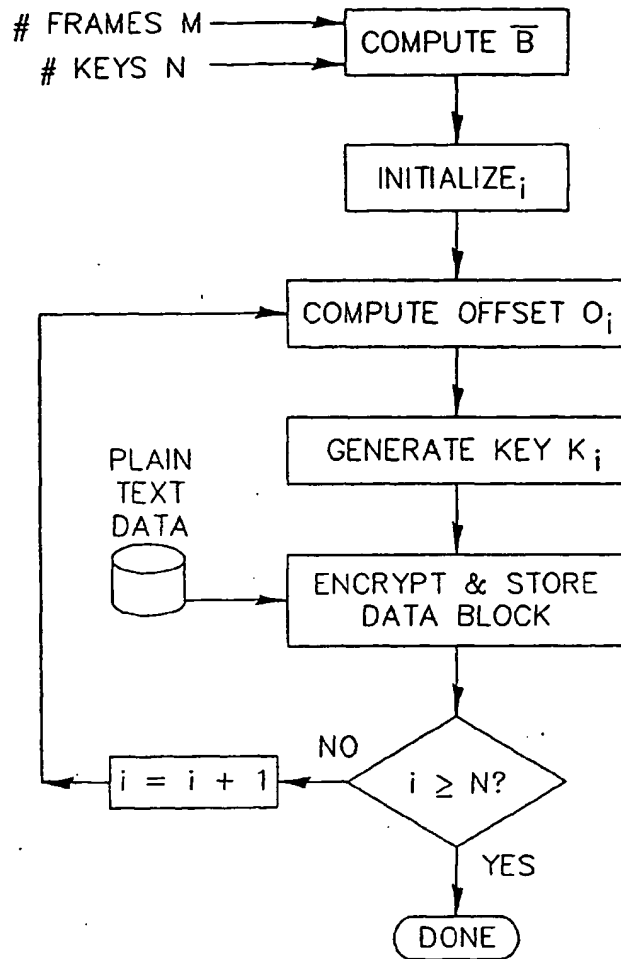 # FRAMES M
# KEYS N
COMPUTE B̅
INITIALIZE i
COMPUTE OFFSET O i
GENERATE KEY K i
PLAIN
TEXT
DATA
ENCRYPT & STORE
DATA BLOCK
NO
i = i + 1
i ≥ N?
YES
DONE